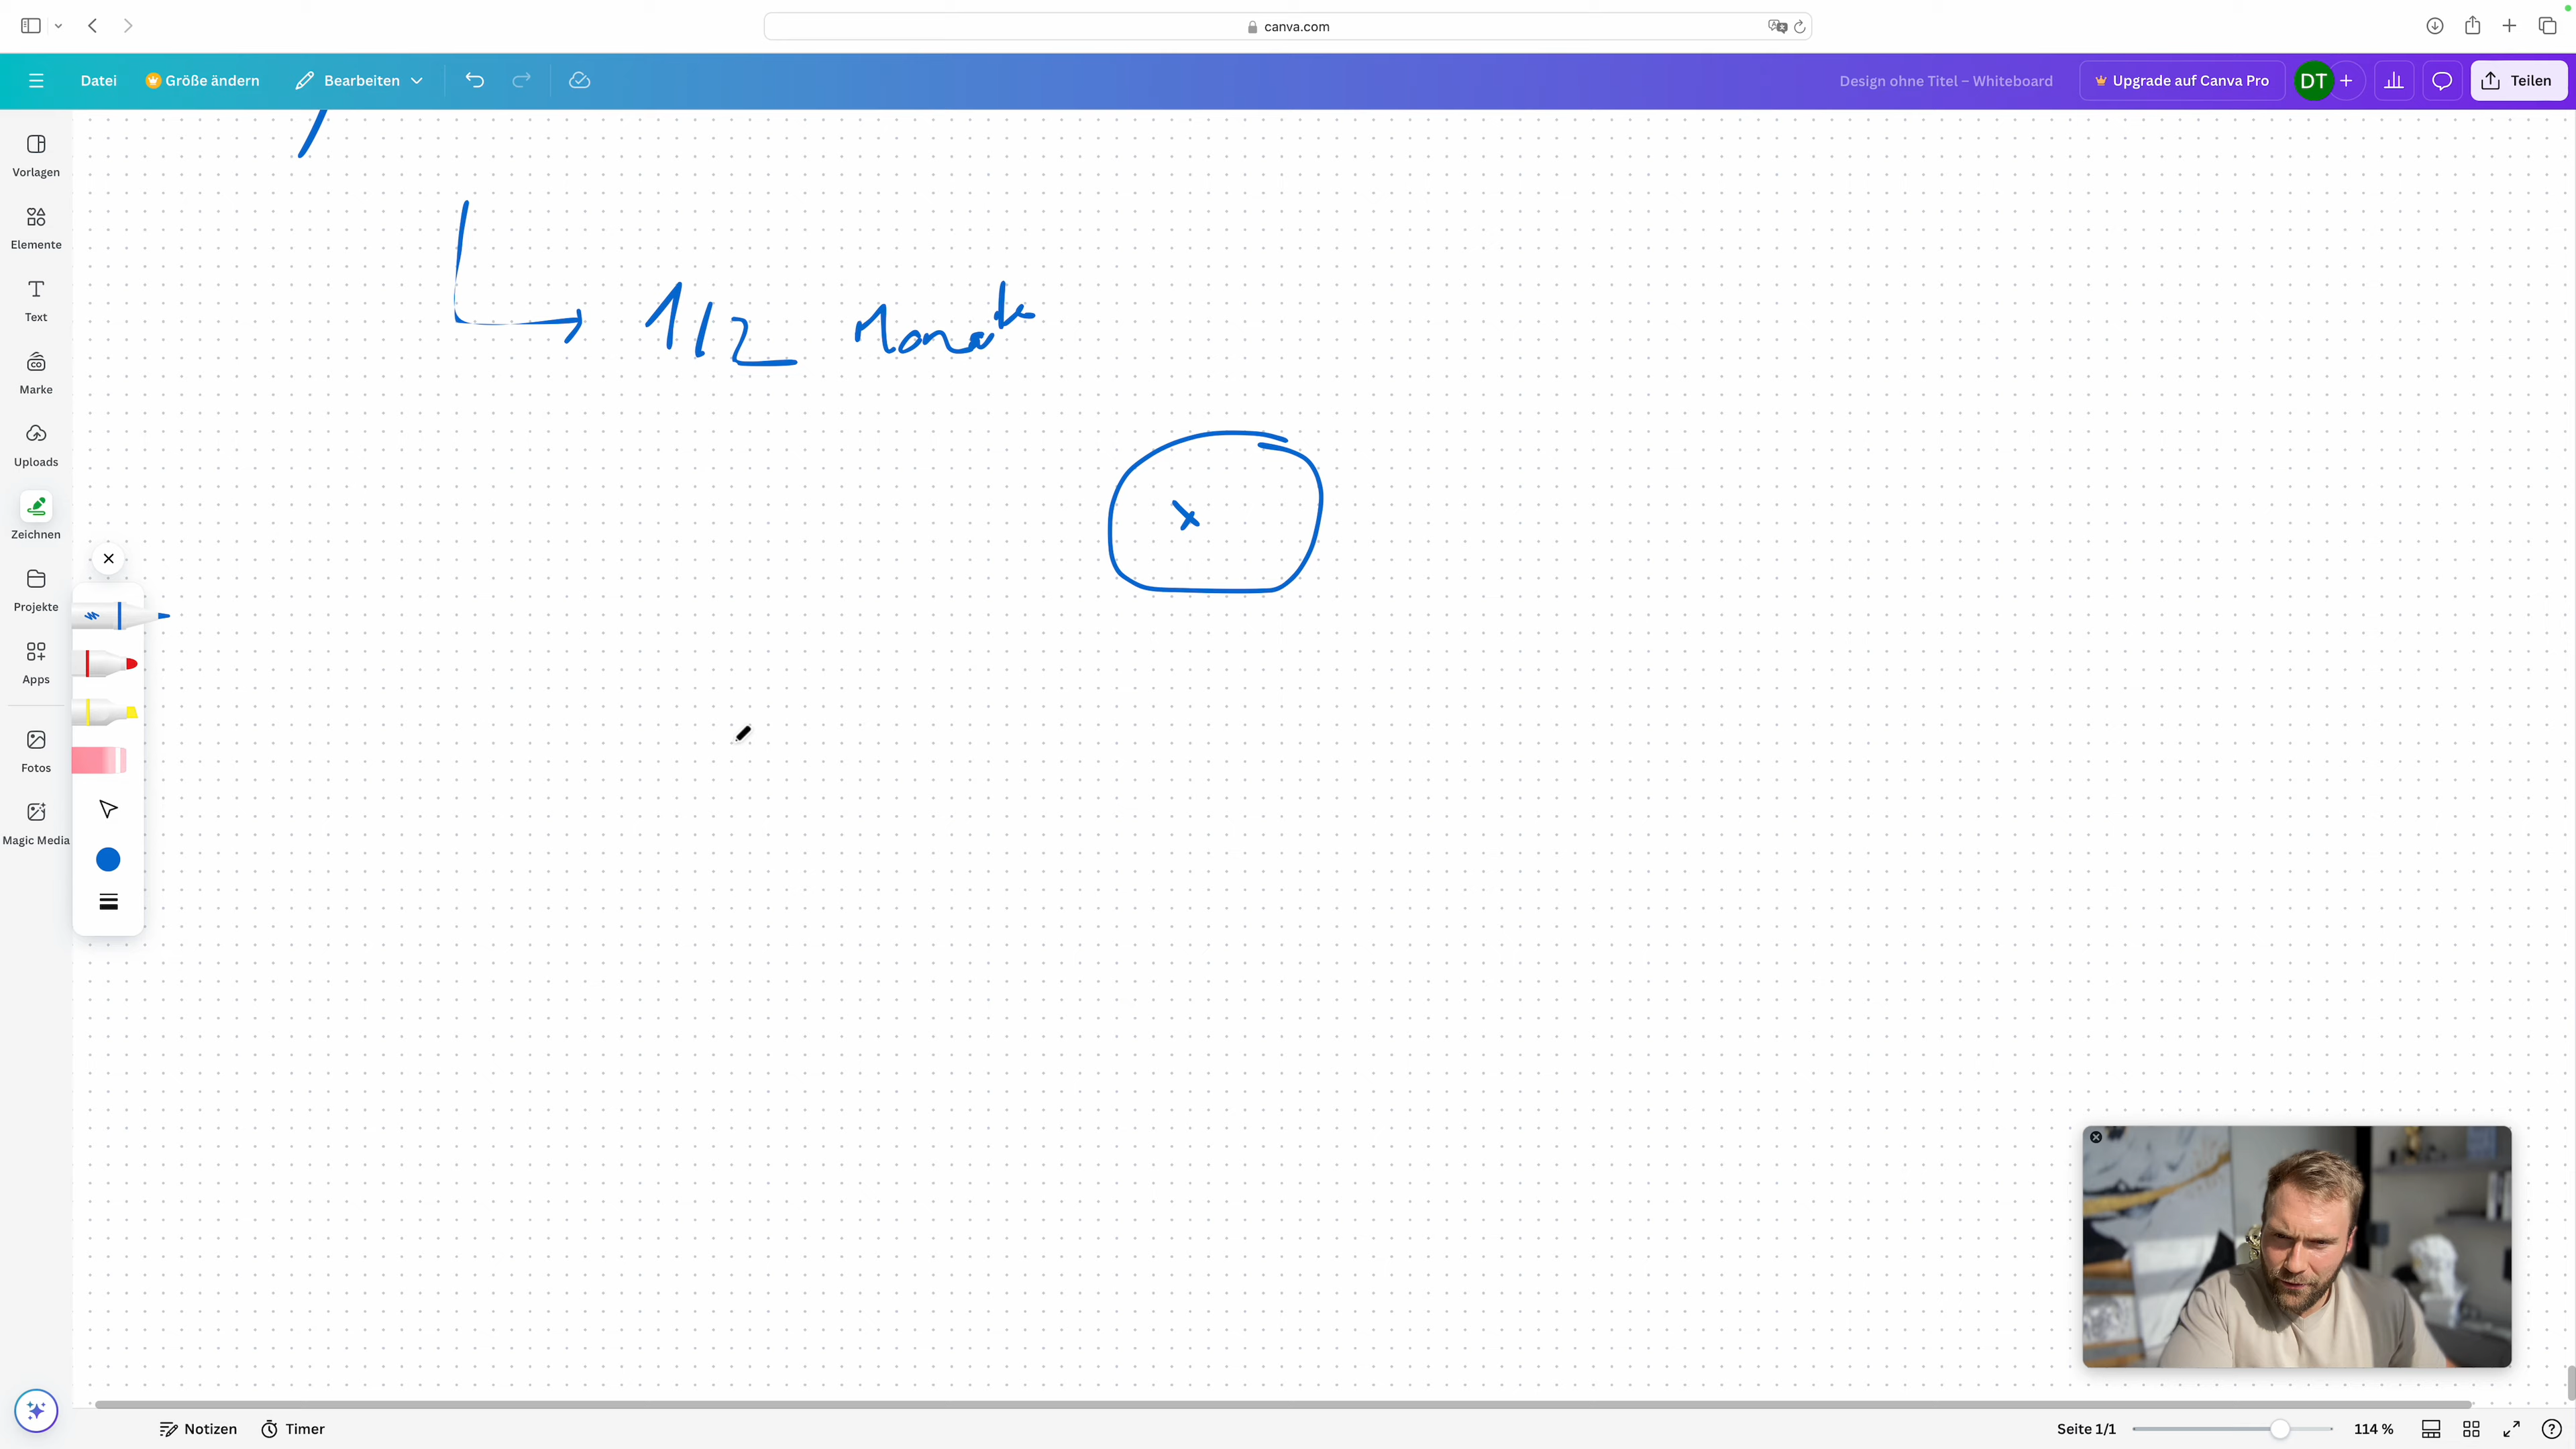 canva.com
Datei
Größe ändern
Bearbeiten
Design ohne Titel – Whiteboard
Upgrade auf Canva Pro
DT
Teilen
Vorlagen
Elemente
Text
Marke
Uploads
Zeichnen
Projekte
Apps
Fotos
Magic Media
1/2 Monate
x
Notizen
Timer
Seite 1/1
114 %